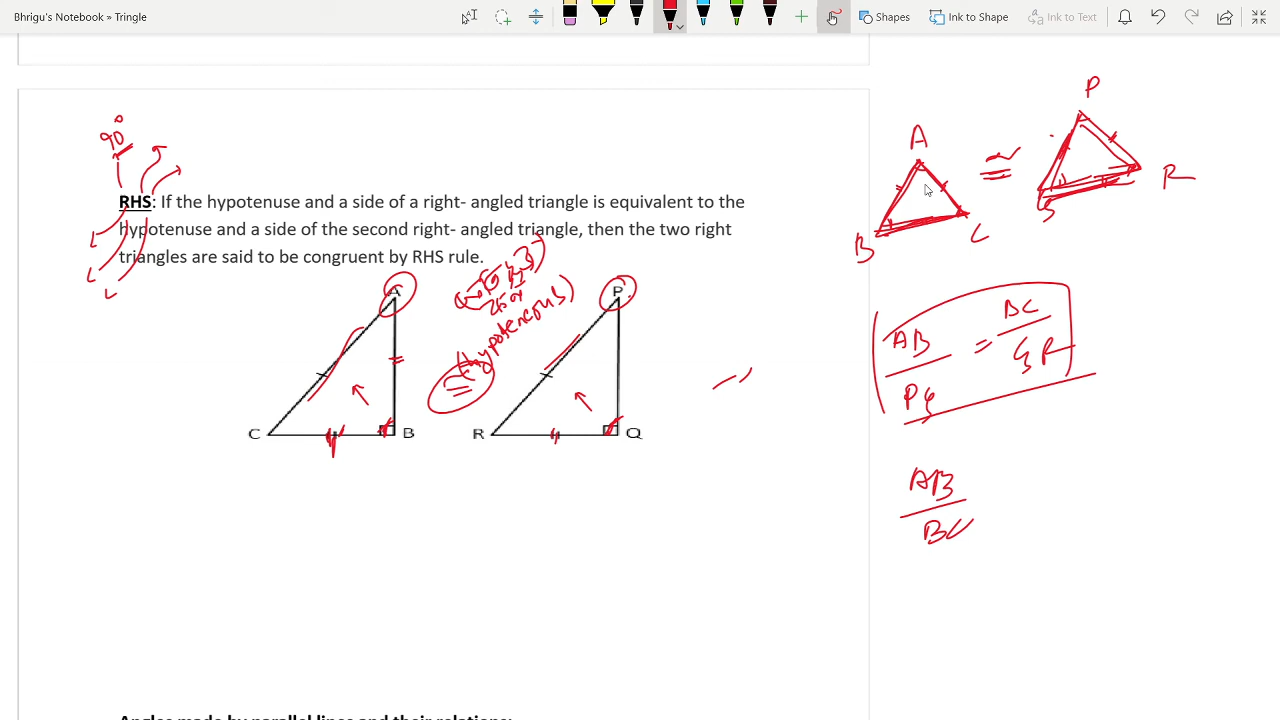 Bhrigu's Notebook » Tringle
Shapes
Ink to Shape
Ink to Text
90°
RHS: If the hypotenuse and a side of a right- angled triangle is equivalent to the
hypotenuse and a side of the second right- angled triangle, then the two right
triangles are said to be congruent by RHS rule.
A
P
C
B
R
Q
≅
(hypoteneous)
A
B
C
≅
P
R
AB
=
BC
PQ
QR
AB
BC
Angles made by parallel lines and their relations: